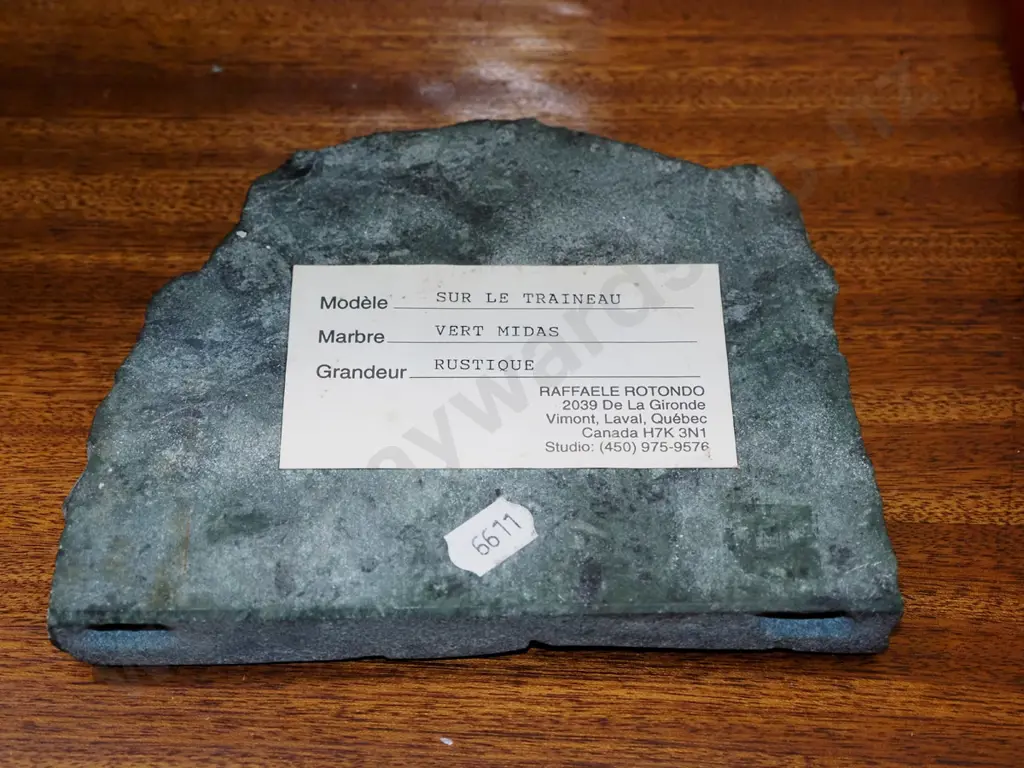 Modèle SUR LE TRAINEAU
Marbre VERT MIDAS
Grandeur RUSTIQUE
RAFFAELE ROTONDO
2039 De La Gironde
Vimont, Laval, Québec
Canada H7K 3N1
Studio: (450) 975-9576
6611